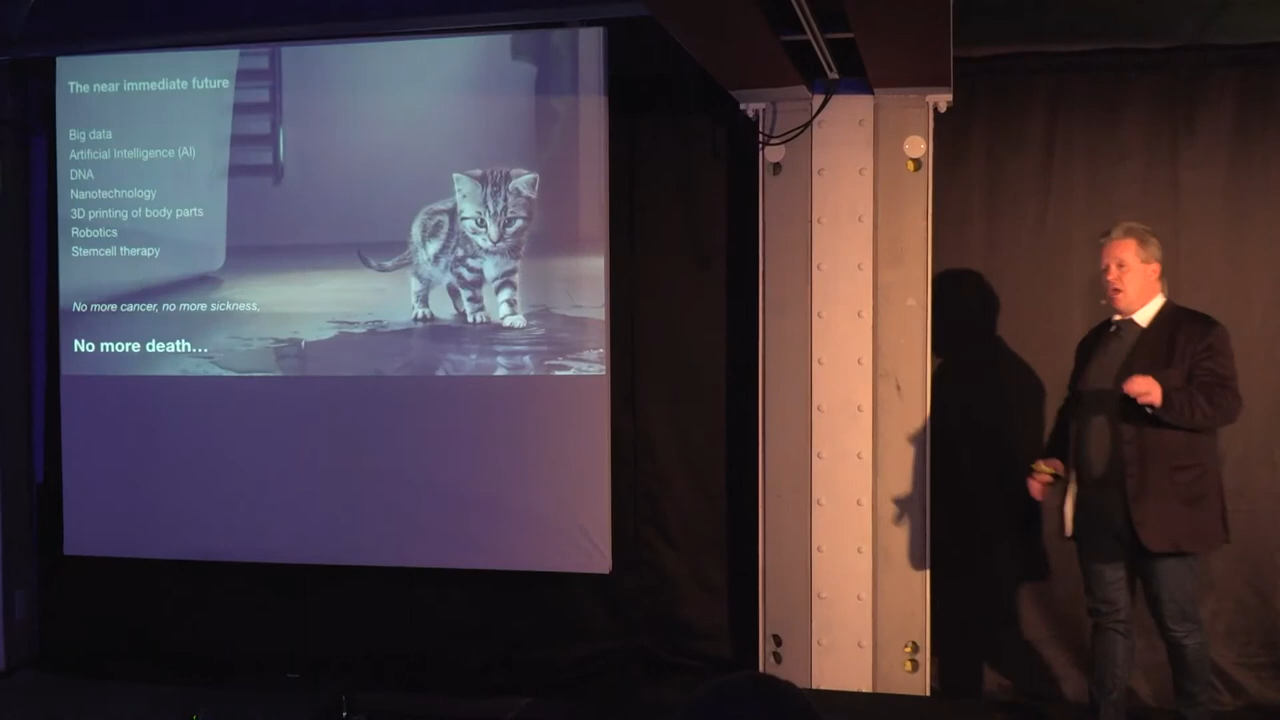 The near immediate future
Big data
Artificial Intelligence (AI)
DNA
Nanotechnology
3D printing of body parts
Robotics
Stemcell therapy
No more cancer, no more sickness,
No more death...